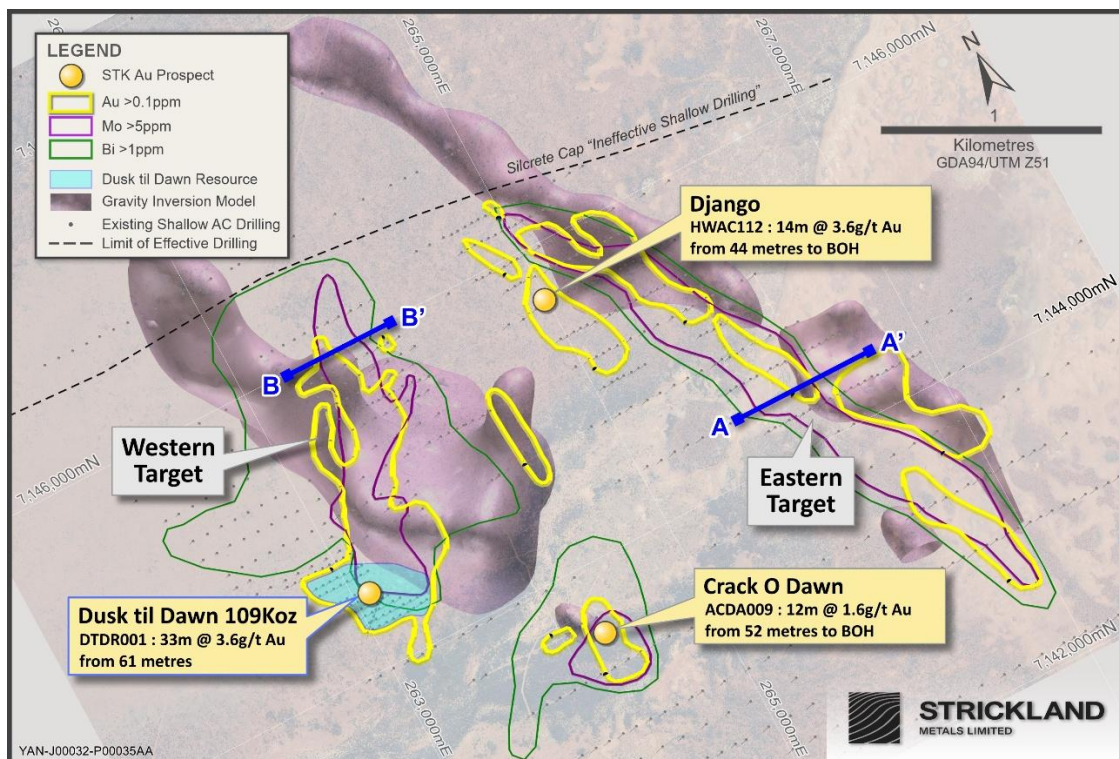 LEGEND
STK Au Prospect
Au >0.1ppm
Mo >5ppm
Bi >1ppm
Dusk til Dawn Resource
Gravity Inversion Model
Existing Shallow AC Drilling
Limit of Effective Drilling
265,000mE
267,000mE
7,146,000mN
N
1
Kilometres
GDA94/UTM Z51
Silcrete Cap "Ineffective Shallow Drilling"
Django
HWAC112 : 14m @ 3.6g/t Au
from 44 metres to BOH
7,144,000mN
B'
B
A'
A
Western
Target
Eastern
Target
7,146,000mN
Dusk til Dawn 109Koz
DTDR001 : 33m @ 3.6g/t Au
from 61 metres
Crack O Dawn
ACDA009 : 12m @ 1.6g/t Au
from 52 metres to BOH
7,142,000mN
263,000mE
265,000mE
STRICKLAND
METALS LIMITED
YAN-J00032-P00035AA